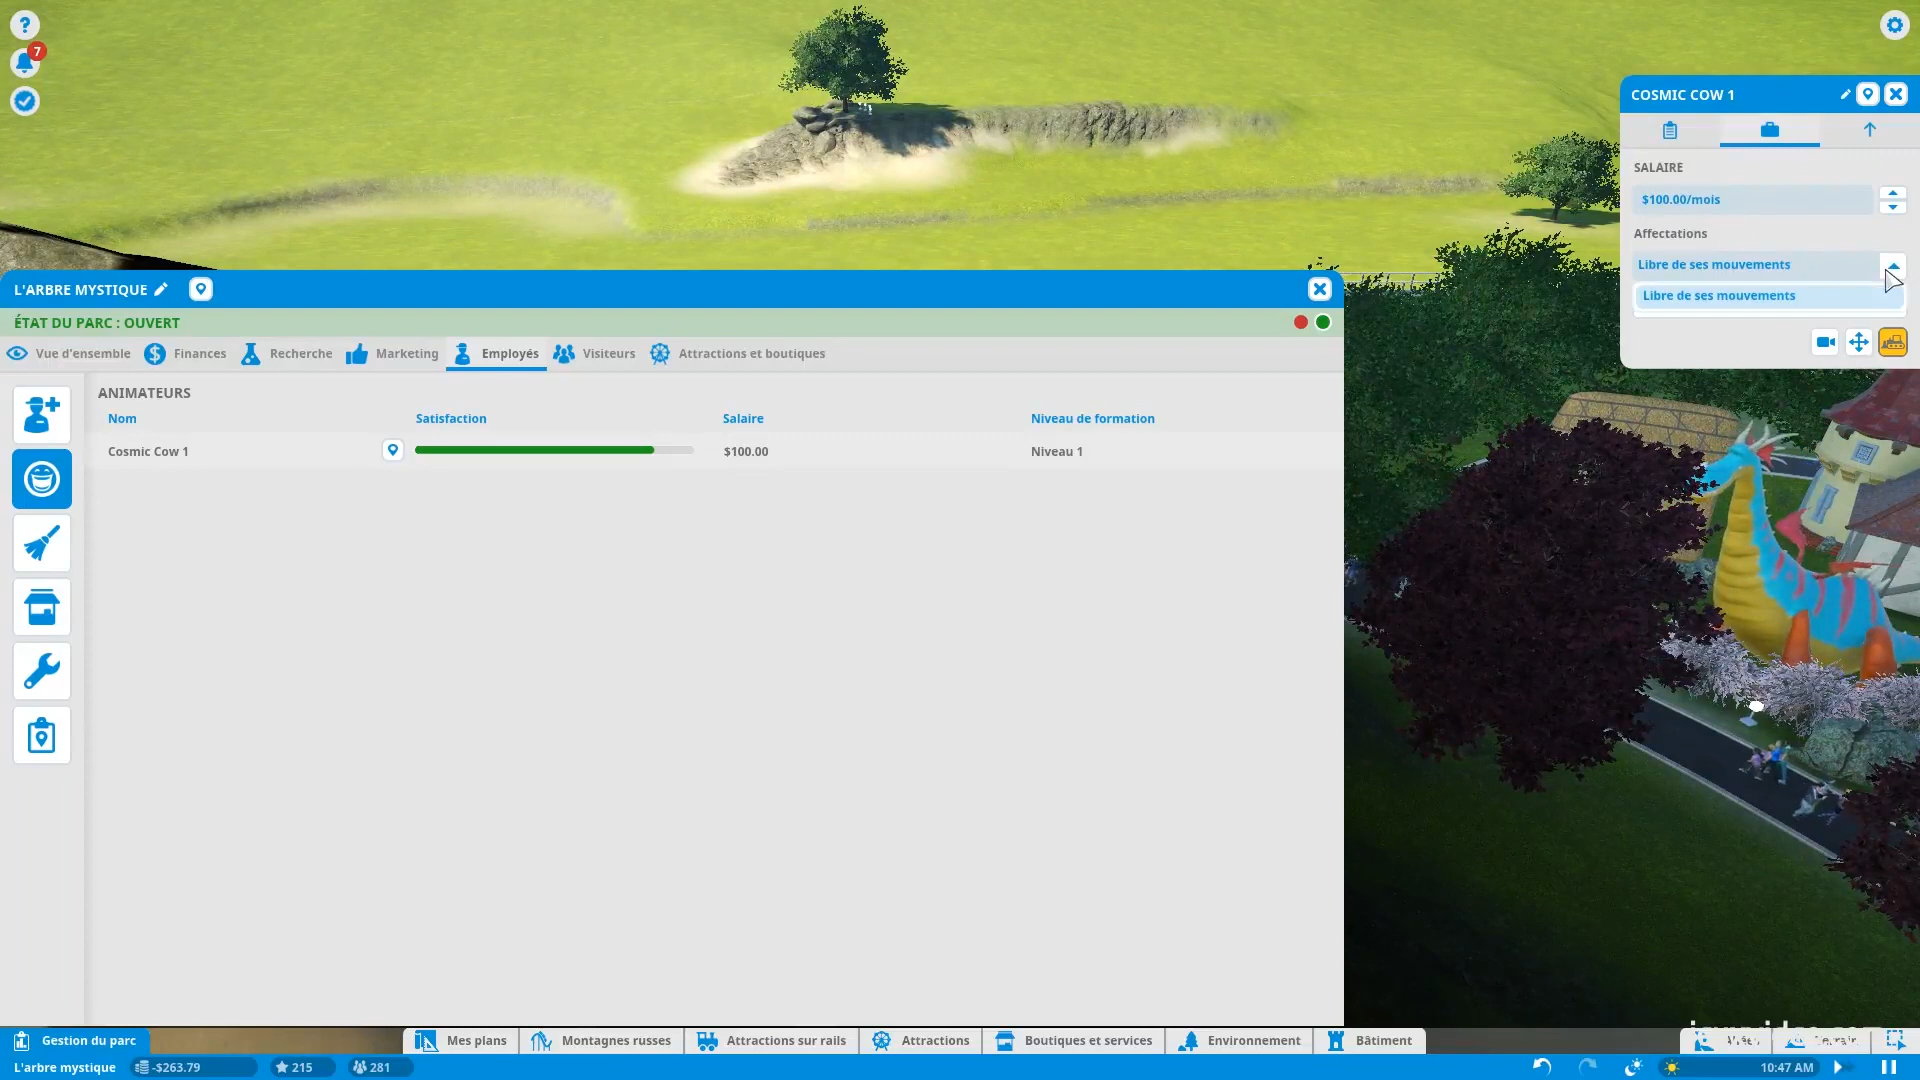 ?
7
COSMIC COW 1
SALAIRE
$100.00/mois
Affectations
Libre de ses mouvements
Libre de ses mouvements
L'ARBRE MYSTIQUE
ÉTAT DU PARC : OUVERT
Vue d'ensemble Finances Recherche Marketing Employés Visiteurs Attractions et boutiques
ANIMATEURS
Nom Satisfaction Salaire Niveau de formation
Cosmic Cow 1 $100.00 Niveau 1
Gestion du parc Mes plans Montagnes russes Attractions sur rails Attractions Boutiques et services Environnement Bâtiment
L'arbre mystique -$263.79 215 281 10:47 AM